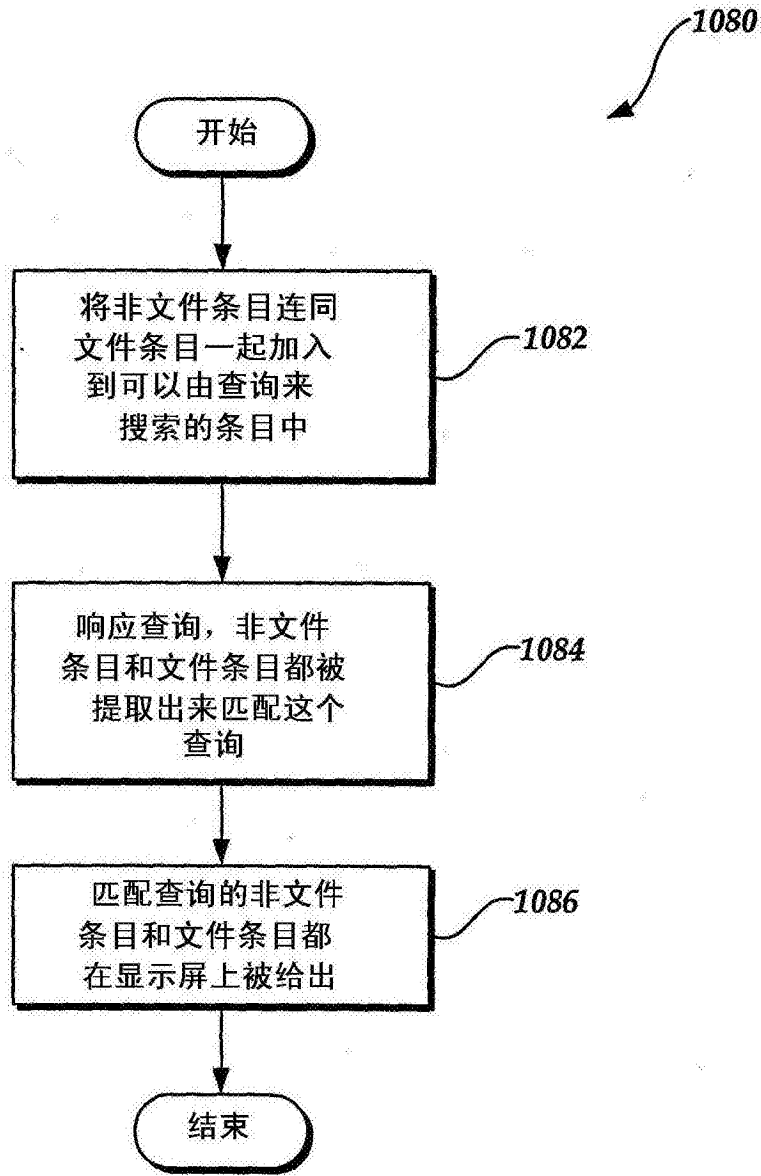 1080
开始
将非文件条目连同
文件条目一起加入
到可以由查询来
搜索的条目中
1082
响应查询，非文件
条目和文件条目都被
提取出来匹配这个
查询
1084
匹配查询的非文件
条目和文件条目都
在显示屏上被给出
1086
结束